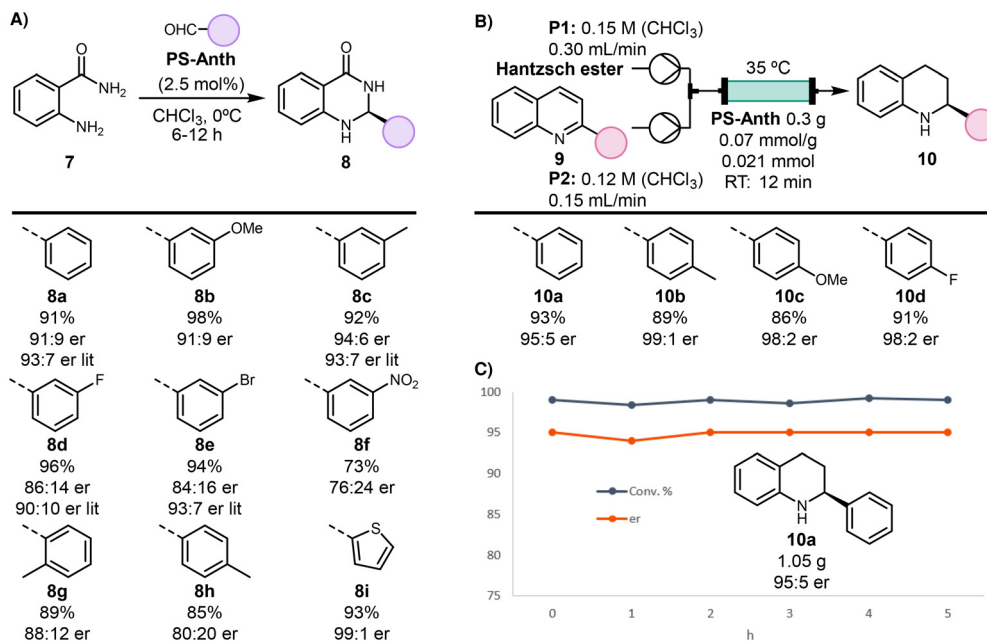 A)
OHC
PS-Anth
(2.5 mol%)
CHCl3, 0ºC
6-12 h
O
NH2
NH2
7
O
NH
N
H
8
8a
91%
91:9 er
93:7 er lit
OMe
8b
98%
91:9 er
8c
92%
94:6 er
93:7 er lit
F
8d
96%
86:14 er
90:10 er lit
Br
8e
94%
84:16 er
93:7 er lit
NO2
8f
73%
76:24 er
8g
89%
88:12 er
8h
85%
80:20 er
S
8i
93%
99:1 er
B)
P1: 0.15 M (CHCl3)
0.30 mL/min
Hantzsch ester
N
9
P2: 0.12 M (CHCl3)
0.15 mL/min
35 ºC
PS-Anth 0.3 g
0.07 mmol/g
0.021 mmol
RT: 12 min
N
H
10
10a
93%
95:5 er
10b
89%
99:1 er
OMe
10c
86%
98:2 er
F
10d
91%
98:2 er
C)
100
95
90
85
80
75
Conv. %
er
N
H
10a
1.05 g
95:5 er
0 1 2 3 4 5
h